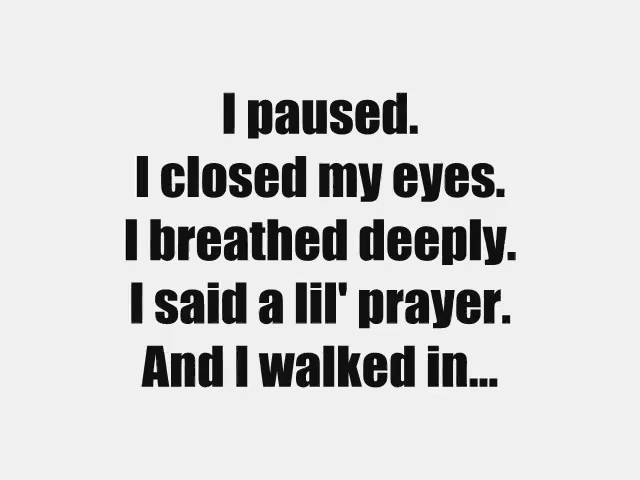 I paused.
I closed my eyes.
I breathed deeply.
I said a lil' prayer.
And I walked in...